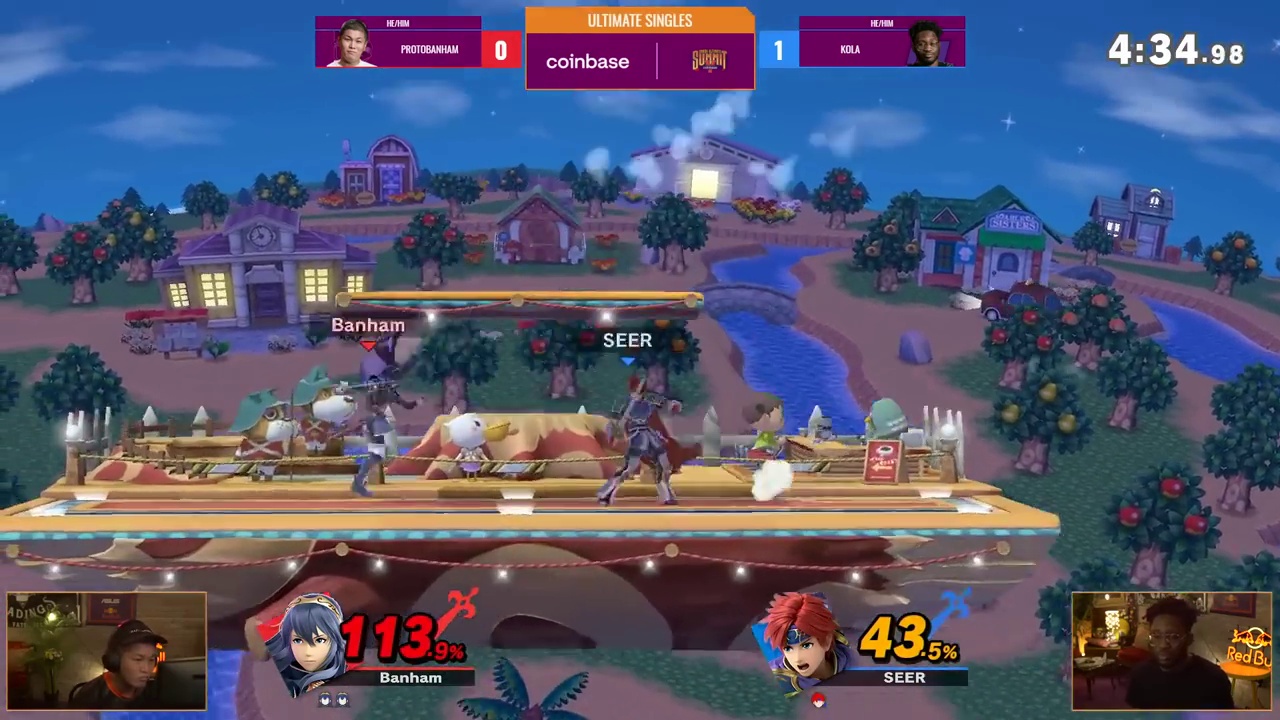 HE/HIM
PROTOBANHAM
0
ULTIMATE SINGLES
coinbase
SUMMIT
1
HE/HIM
KOLA
4:34.98
SISTERS
Banham
SEER
113.9%
Banham
43.5%
SEER
Red Bu